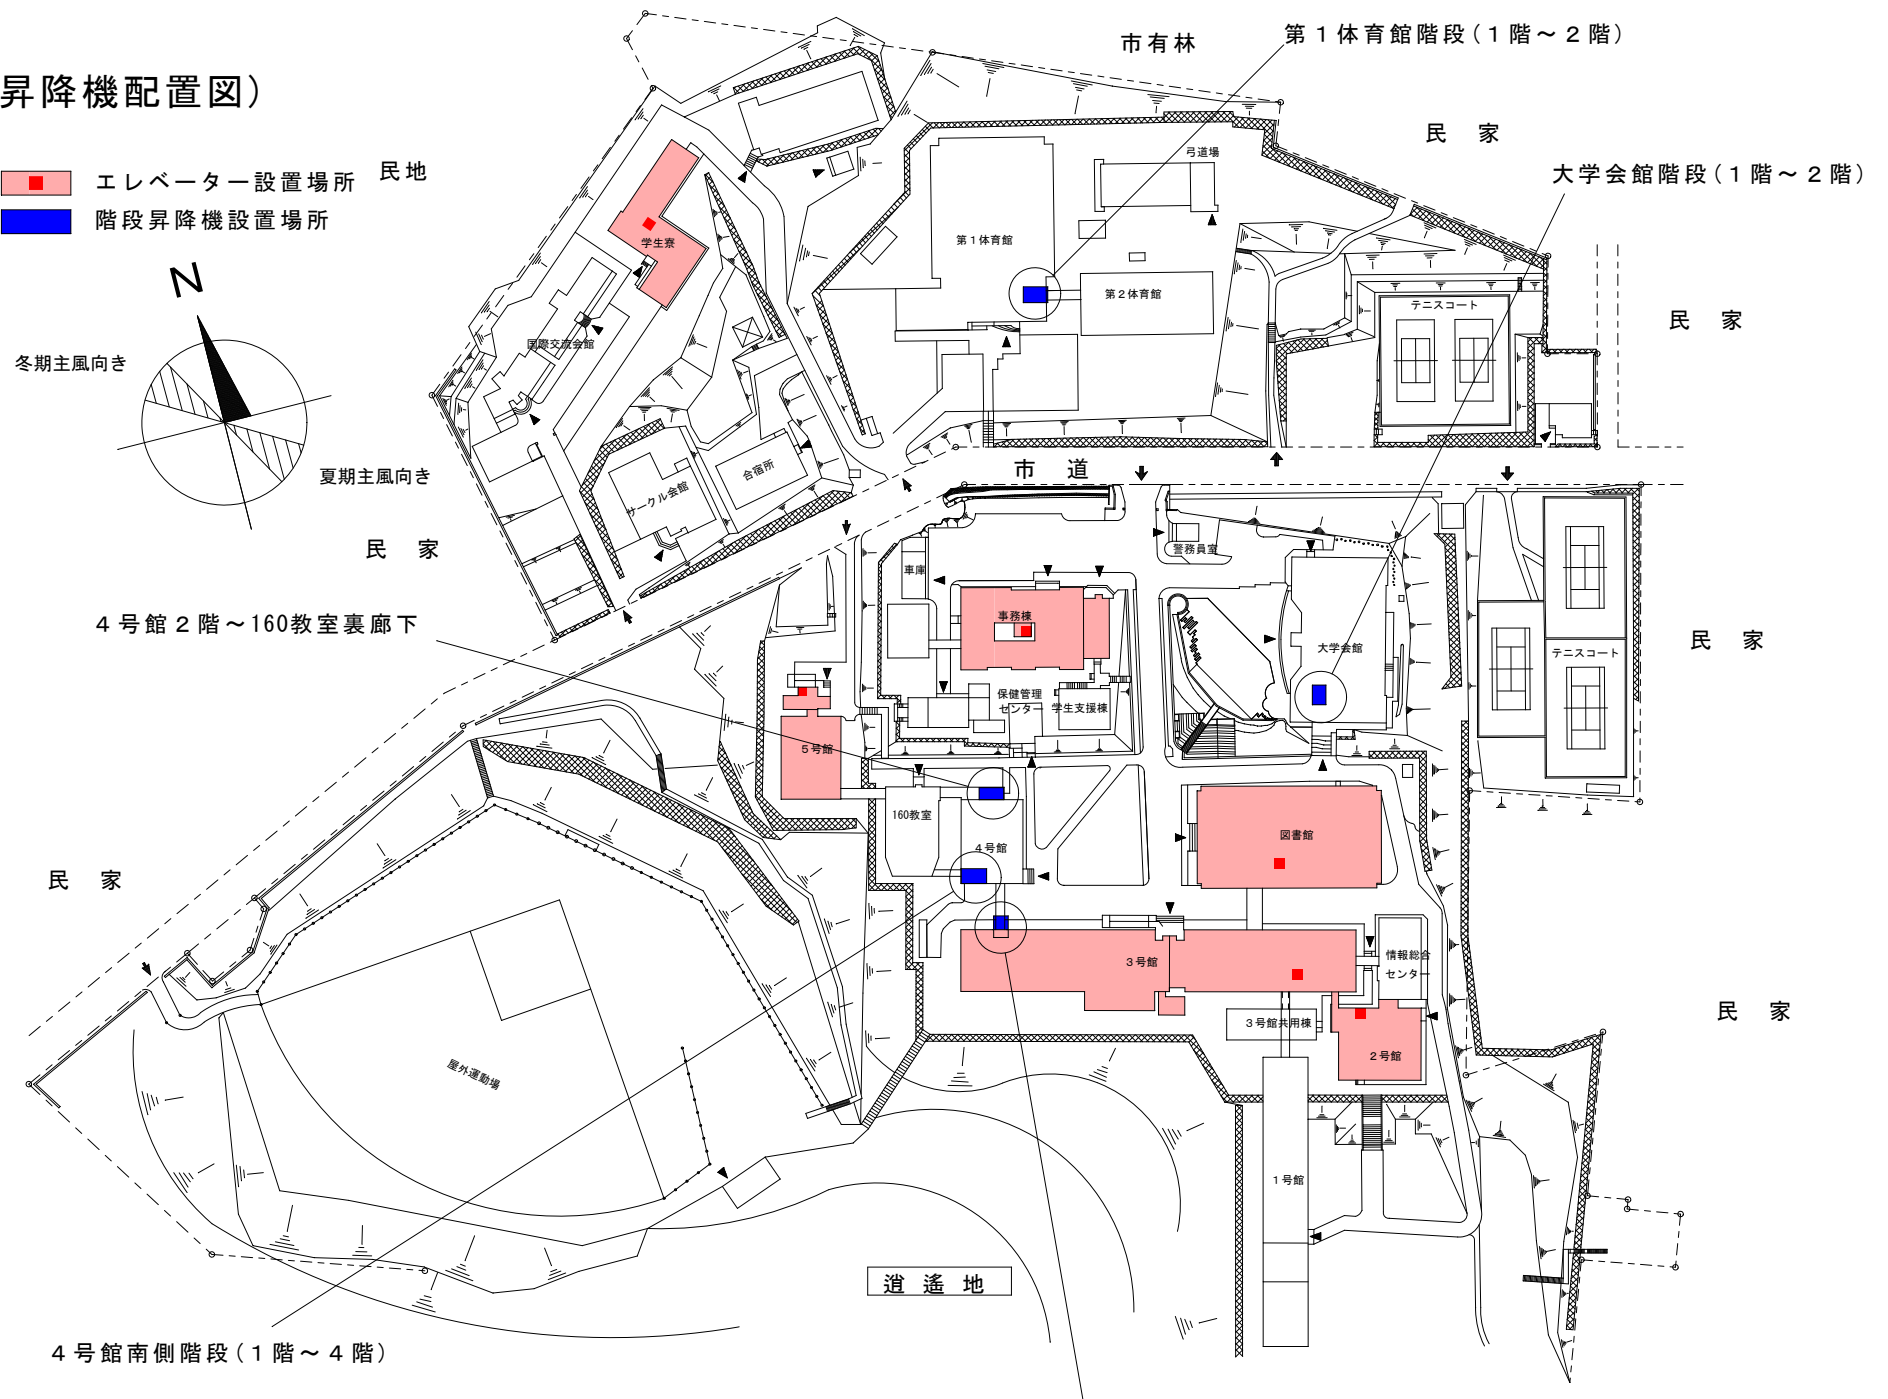 昇降機配置図)
エレベーター設置場所
階段昇降機設置場所
民地
市有林
第1体育館階段(1階～2階)
民 家
大学会館階段(1階～2階)
弓道場
第1体育館
第2体育館
学生寮
国際交流会館
テニスコート
民 家
N
冬期主風向き
夏期主風向き
合宿所
サークル会館
市 道
民 家
4号館2階～160教室裏廊下
車庫
事務棟
警務員室
大学会館
テニスコート
民 家
保健管理
センター
学生支援棟
5号館
160教室
4号館
図書館
民 家
3号館
情報総合
センター
3号館共用棟
2号館
民 家
屋外運動場
1号館
逍遙地
4号館南側階段(1階～4階)